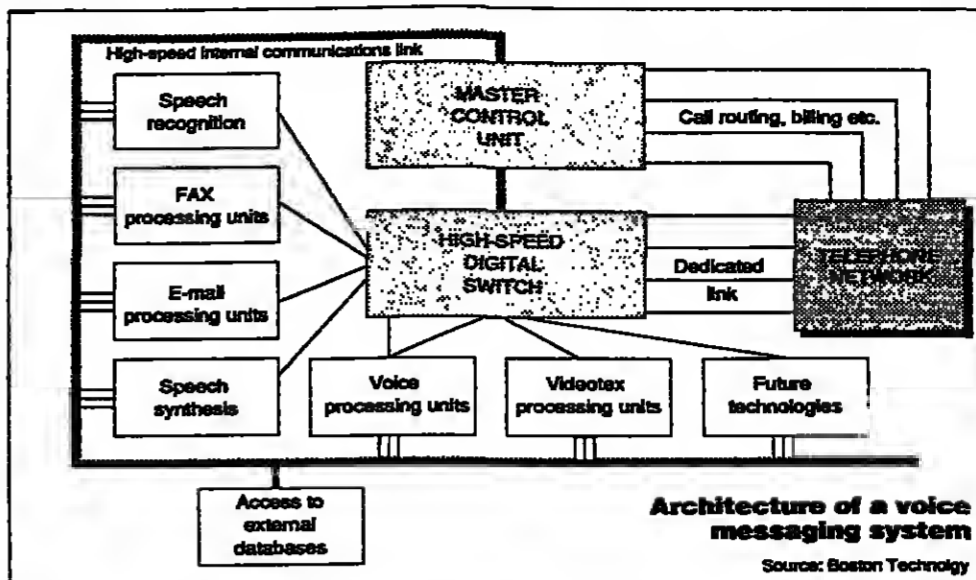 High-speed internal communications link
Speech
recognition
MASTER
CONTROL
UNIT
Call routing, billing etc.
FAX
processing units
HIGH-SPEED
DIGITAL
SWITCH
Dedicated
link
TELEPHONE
NETWORK
E-mail
processing units
Speech
synthesis
Voice
processing units
Videotex
processing units
Future
technologies
Access to
external
databases
Architecture of a voice
messaging system
Source: Boston Technolgy